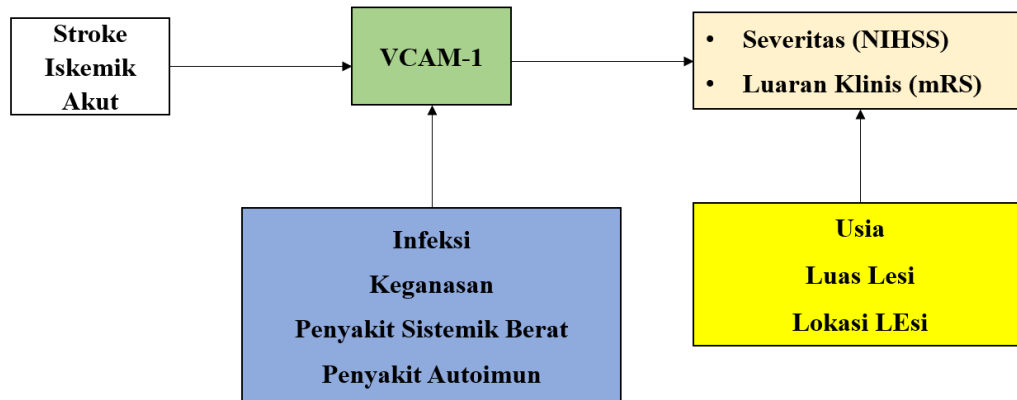 Stroke
Iskemik
Akut
VCAM-1
• Severitas (NIHSS)
• Luaran Klinis (mRS)
Infeksi
Keganasan
Penyakit Sistemik Berat
Penyakit Autoimun
Usia
Luas Lesi
Lokasi LEsi